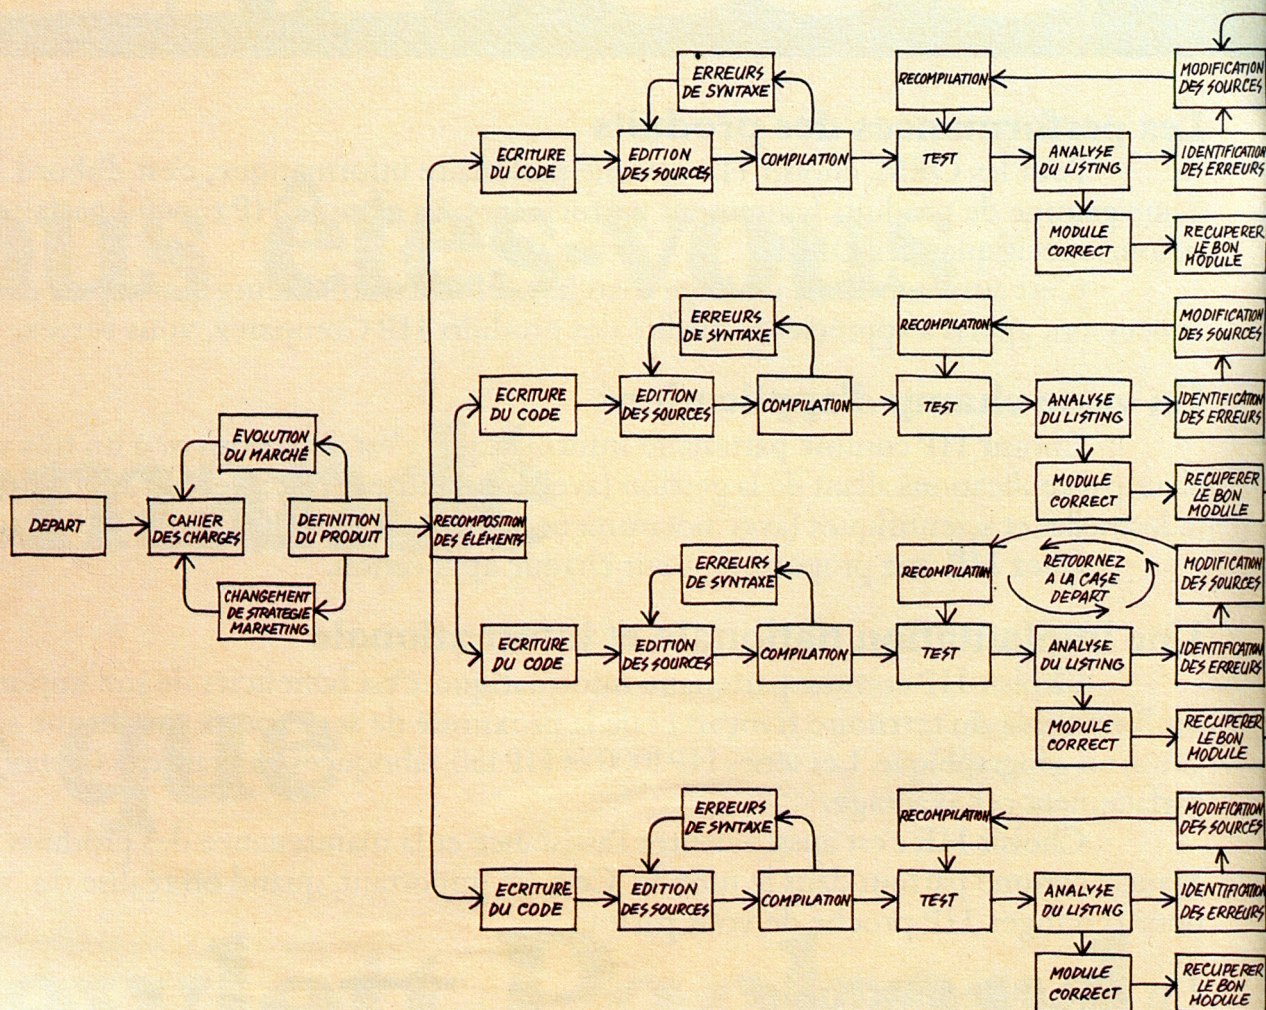 DEPART
CAHIER
DES CHARGES
EVOLUTION
DU MARCHÉ
CHANGEMENT
DE STRATEGIE
MARKETING
DEFINITION
DU PRODUIT
RECOMPOSITION
DES ÉLÉMENTS
ECRITURE
DU CODE
EDITION
DES SOURCES
ERREURS
DE SYNTAXE
COMPILATION
RECOMPILATION
TEST
ANALYSE
DU LISTING
MODULE
CORRECT
MODIFICATION
DES SOURCES
IDENTIFICATION
DES ERREURS
RECUPERER
LE BON
MODULE
ECRITURE
DU CODE
EDITION
DES SOURCES
ERREURS
DE SYNTAXE
COMPILATION
RECOMPILATION
TEST
ANALYSE
DU LISTING
MODULE
CORRECT
MODIFICATION
DES SOURCES
IDENTIFICATION
DES ERREURS
RECUPERER
LE BON
MODULE
ECRITURE
DU CODE
EDITION
DES SOURCES
ERREURS
DE SYNTAXE
COMPILATION
RECOMPILATION
TEST
ANALYSE
DU LISTING
MODULE
CORRECT
RETOURNEZ
A LA CASE
DEPART
MODIFICATION
DES SOURCES
IDENTIFICATION
DES ERREURS
RECUPERER
LE BON
MODULE
ECRITURE
DU CODE
EDITION
DES SOURCES
ERREURS
DE SYNTAXE
COMPILATION
RECOMPILATION
TEST
ANALYSE
DU LISTING
MODULE
CORRECT
MODIFICATION
DES SOURCES
IDENTIFICATION
DES ERREURS
RECUPERER
LE BON
MODULE